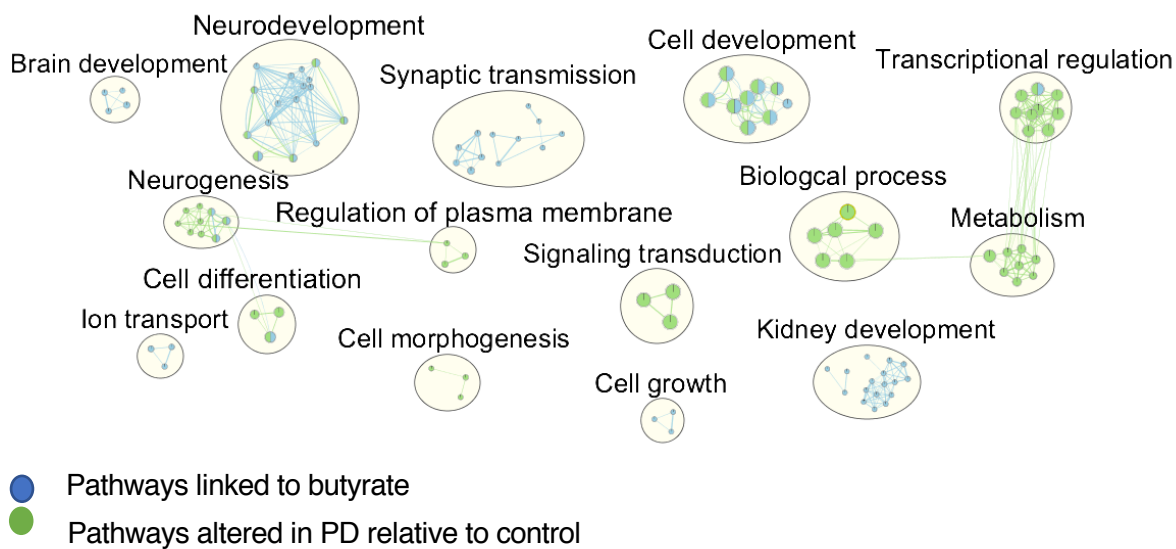 Neurodevelopment
Brain development
Synaptic transmission
Cell development
Transcriptional regulation
Neurogenesis
Regulation of plasma membrane
Biologcal process
Metabolism
Signaling transduction
Cell differentiation
Ion transport
Cell morphogenesis
Kidney development
Cell growth
Pathways linked to butyrate
Pathways altered in PD relative to control